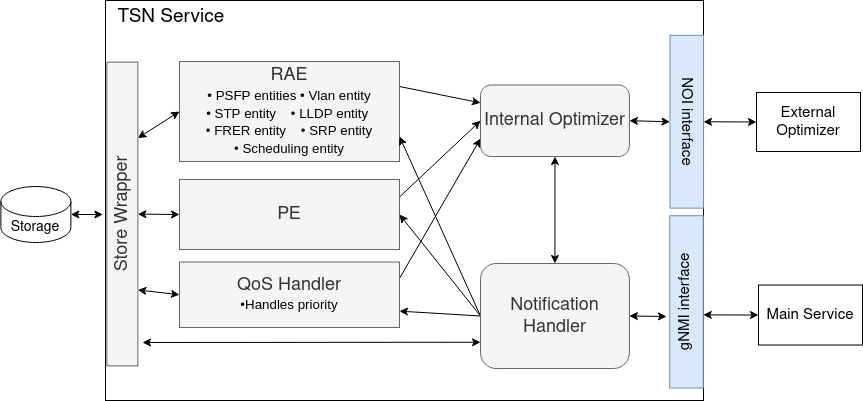 TSN Service
RAE
• PSFP entities • Vlan entity
• STP entity • LLDP entity
• FRER entity • SRP entity
• Scheduling entity
Internal Optimizer
NOI interface
External
Optimizer
Store Wrapper
Storage
PE
QoS Handler
•Handles priority
Notification
Handler
gNMI interface
Main Service